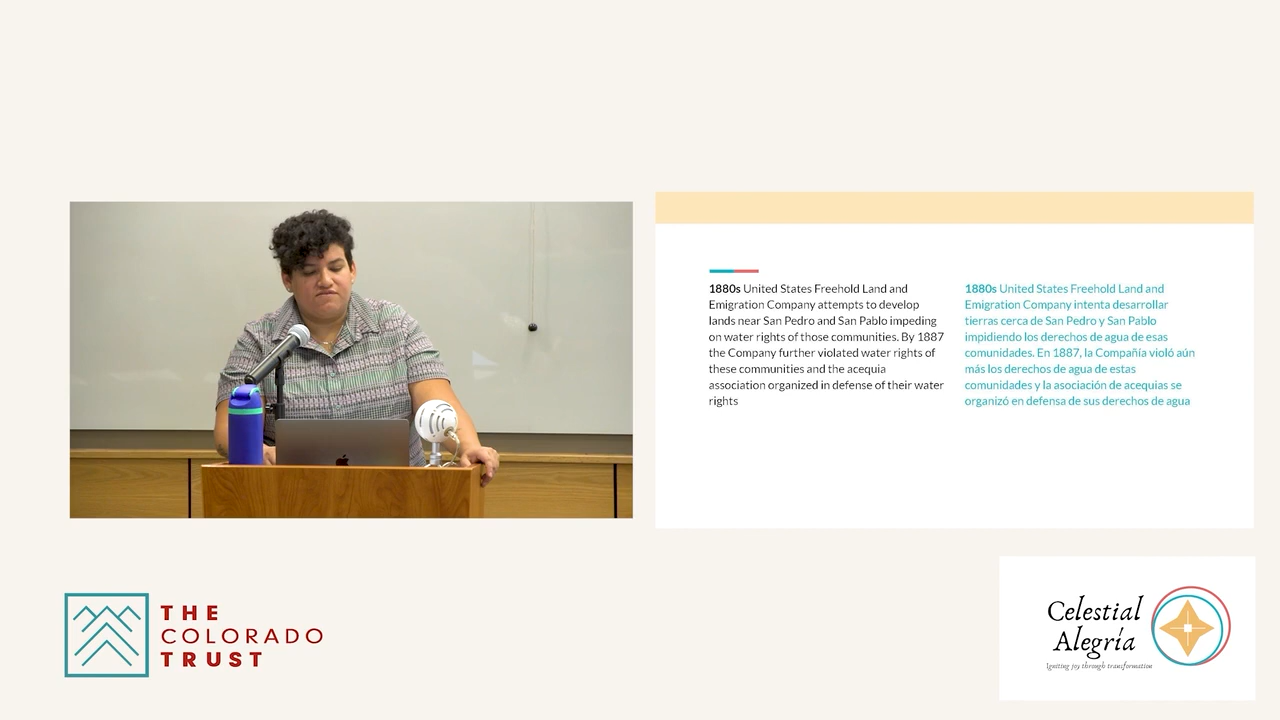 1880s United States Freehold Land and
Emigration Company attempts to develop
lands near San Pedro and San Pablo impeding
on water rights of those communities. By 1887
the Company further violated water rights of
these communities and the acequia
association organized in defense of their water
rights
1880s United States Freehold Land and
Emigration Company intenta desarrollar
tierras cerca de San Pedro y San Pablo
impidiendo los derechos de agua de esas
comunidades. En 1887, la Compañía violó aún
más los derechos de agua de estas
comunidades y la asociación de acequias se
organizó en defensa de sus derechos de agua
THE
COLORADO
TRUST
Celestial
Alegría
Igniting joy through transformation